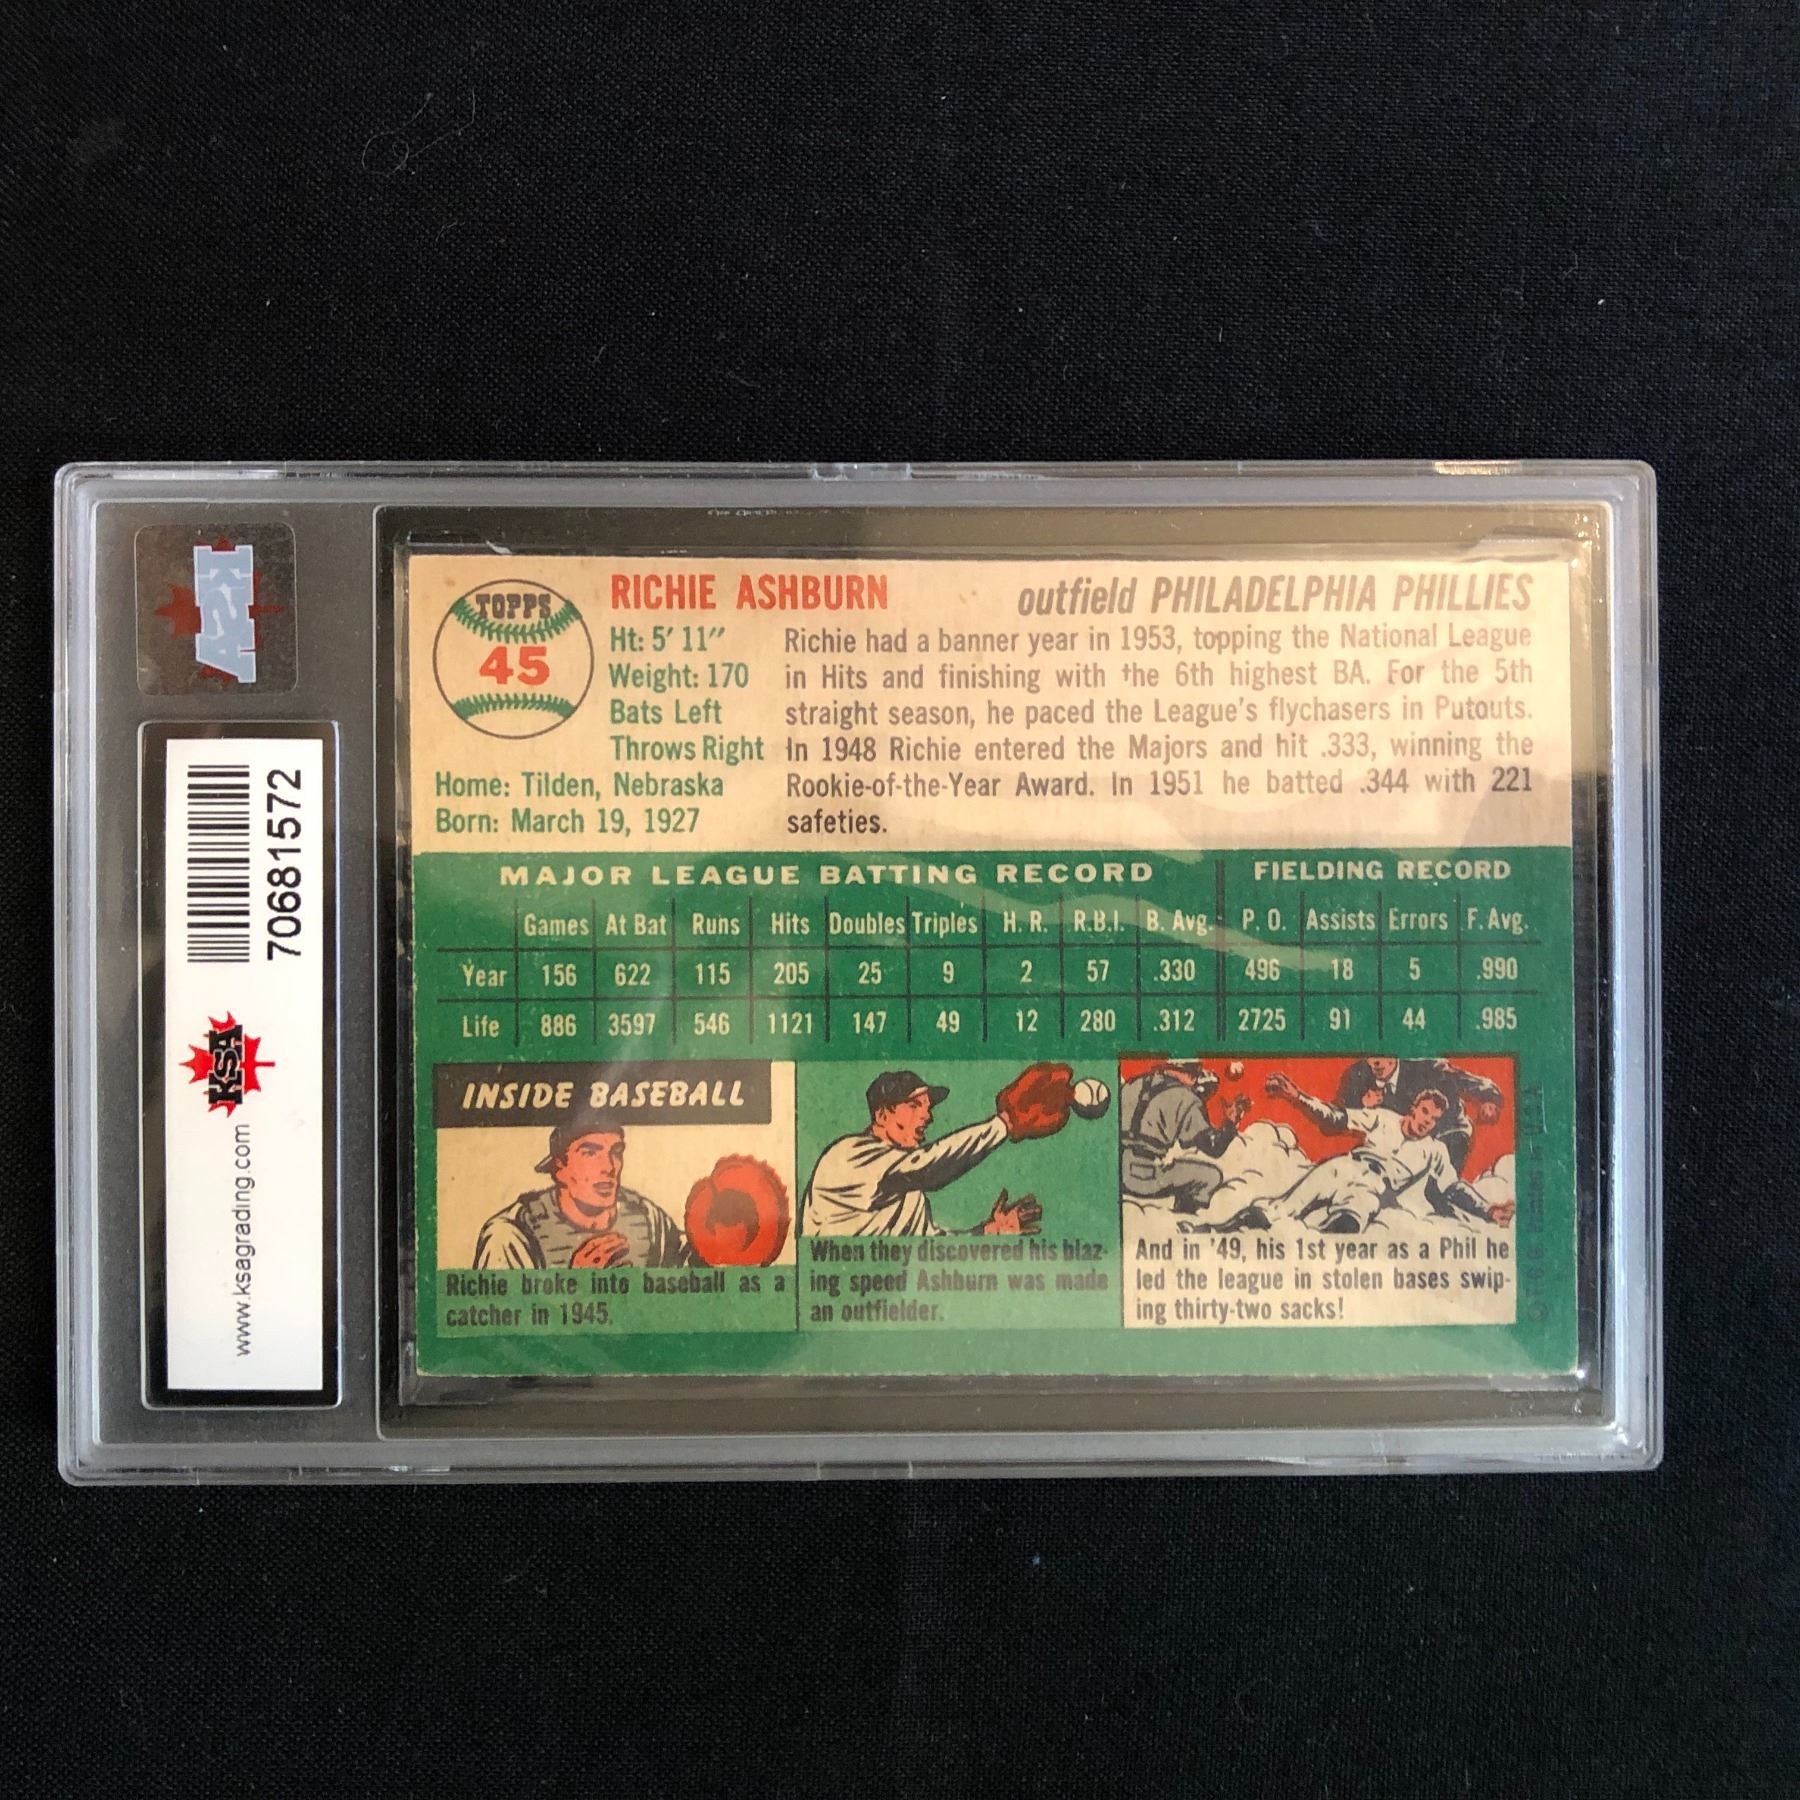 KSA
70681572
KSA
www.ksagrading.com
TOPPS
45
RICHIE ASHBURN
outfield PHILADELPHIA PHILLIES
Ht: 5' 11"
Weight: 170
Bats Left
Throws Right
Home: Tilden, Nebraska
Born: March 19, 1927
Richie had a banner year in 1953, topping the National League
in Hits and finishing with the 6th highest BA. For the 5th
straight season, he paced the League's flychasers in Putouts.
In 1948 Richie entered the Majors and hit .333, winning the
Rookie-of-the-Year Award. In 1951 he batted .344 with 221
safeties.
MAJOR LEAGUE BATTING RECORD FIELDING RECORD
Games At Bat Runs Hits Doubles Triples H. R. R.B.I. B. Avg. P. O. Assists Errors F. Avg.
Year 156 622 115 205 25 9 2 57 .330 496 18 5 .990
Life 886 3597 546 1121 147 49 12 280 .312 2725 91 44 .985
INSIDE BASEBALL
Richie broke into baseball as a
catcher in 1945.
When they discovered his blaz-
ing speed Ashburn was made
an outfielder.
And in '49, his 1st year as a Phil he
led the league in stolen bases swip-
ing thirty-two sacks!